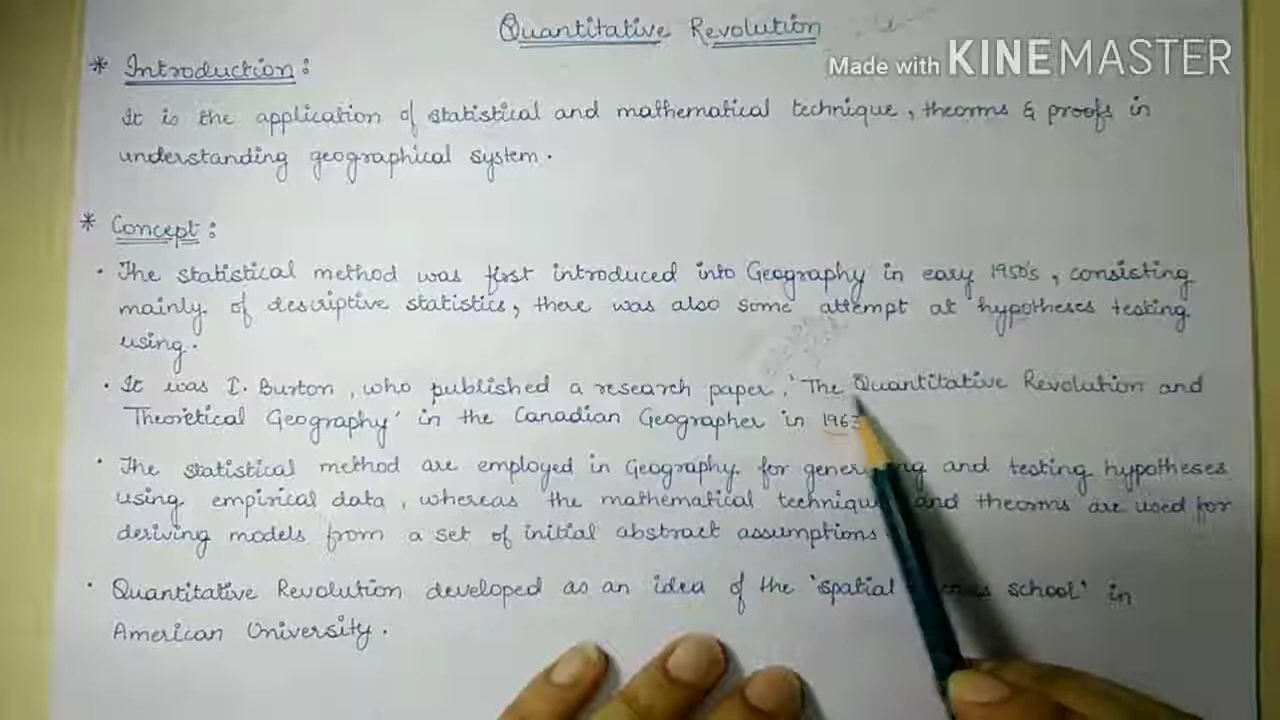 Quantitative Revolution
Made with KINEMASTER
* Introduction :
It is the application of statistical and mathematical technique, theorms & proofs in
understanding geographical system.
* Concept :
• The statistical method was first introduced into Geography in eary 1950's, consisting
mainly of descriptive statistics, there was also some attempt at hypotheses testing
using.
• It was I. Burton, who published a research paper, 'The Quantitative Revolution and
Theoretical Geography' in the Canadian Geographer in 1963
• The statistical method are employed in Geography for and testing hypotheses
using empirical data, whereas the mathematical and theorms are used for
deriving models from a set of initial abstract assumptions
• Quantitative Revolution developed as an idea of the 'spatial school' in
American University.